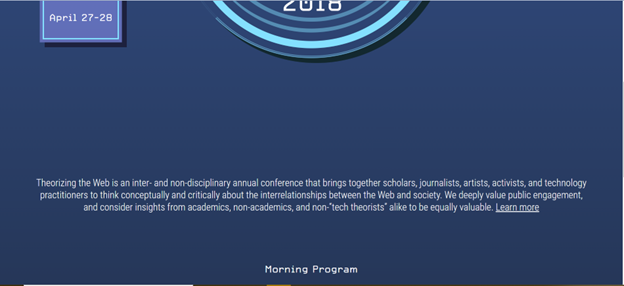 2018
April 27-28
Theorizing the Web is an inter- and non-disciplinary annual conference that brings together scholars, journalists, artists, activists, and technology
practitioners to think conceptually and critically about the interrelationships between the Web and society. We deeply value public engagement,
and consider insights from academics, non-academics, and non-“tech theorists” alike to be equally valuable. Learn more
Morning Program